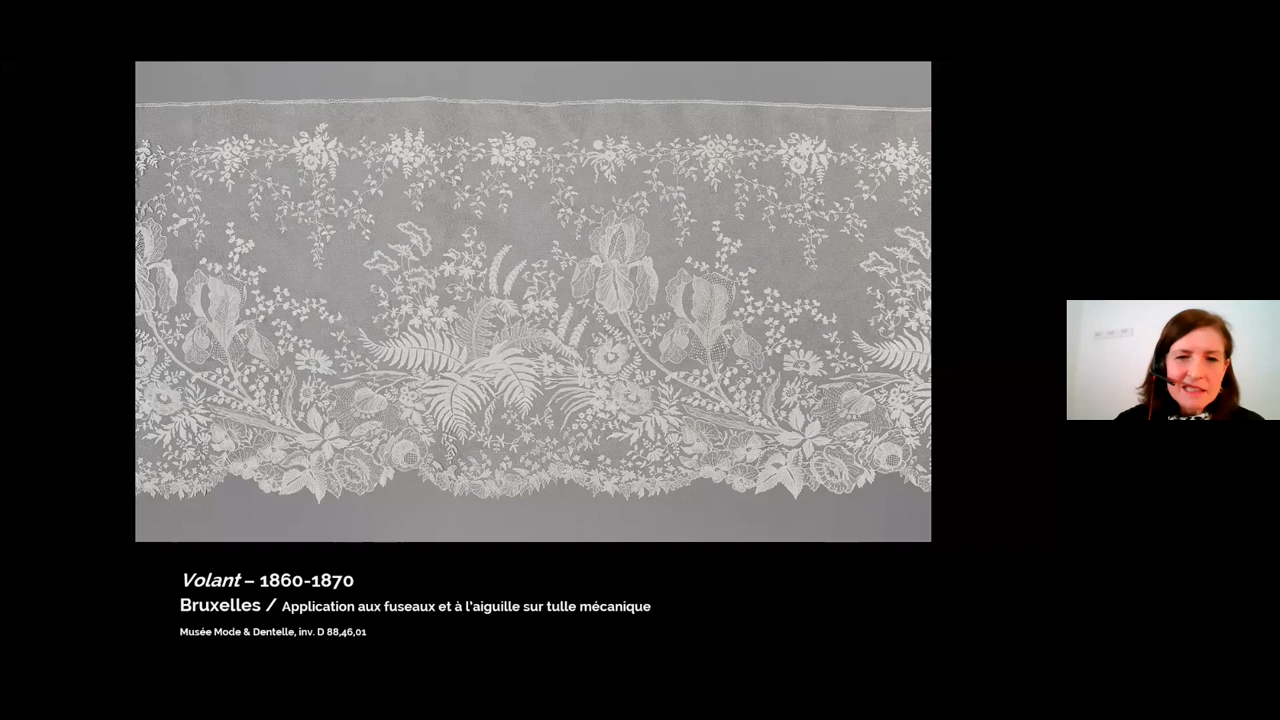 Volant – 1860-1870
Bruxelles / Application aux fuseaux et à l'aiguille sur tulle mécanique
Musée Mode & Dentelle, inv. D 88,46,01